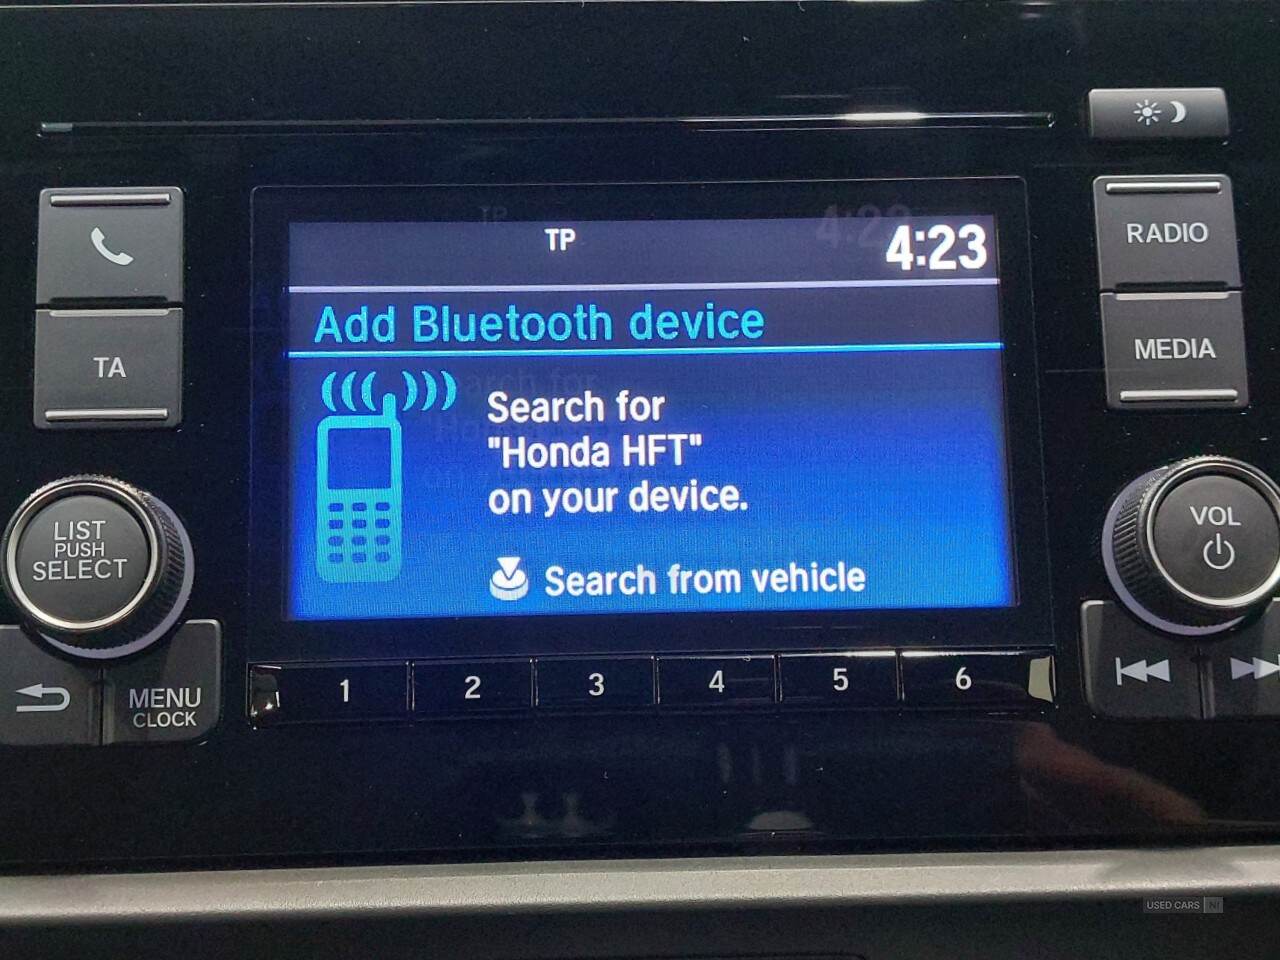 TP
4:23
Add Bluetooth device
Search for
"Honda HFT"
on your device.
Search from vehicle
TA
RADIO
MEDIA
LIST
PUSH
SELECT
VOL
MENU
CLOCK
1 2 3 4 5 6
USED CARS NI